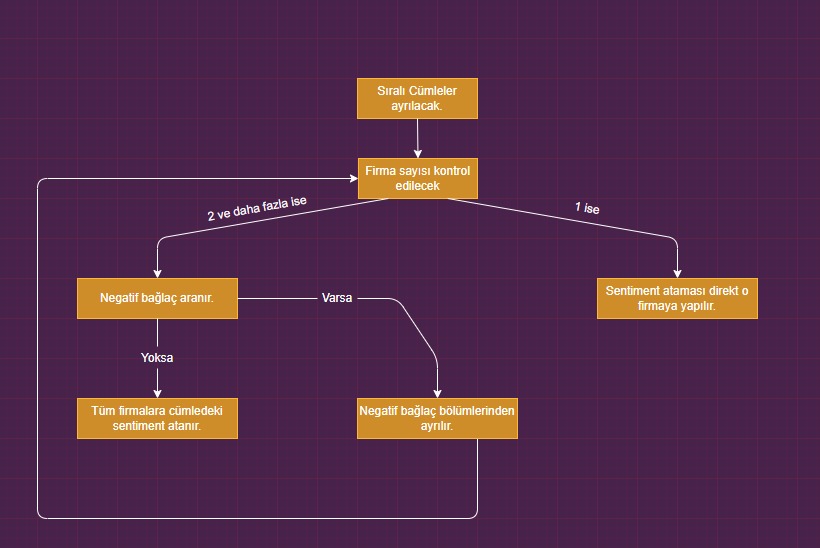 Sıralı Cümleler
ayrılacak.
Firma sayısı kontrol
edilecek
2 ve daha fazla ise
1 ise
Negatif bağlaç aranır.
Varsa
Sentiment ataması direkt o
firmaya yapılır.
Yoksa
Tüm firmalara cümledeki
sentiment atanır.
Negatif bağlaç bölümlerinden
ayrılır.